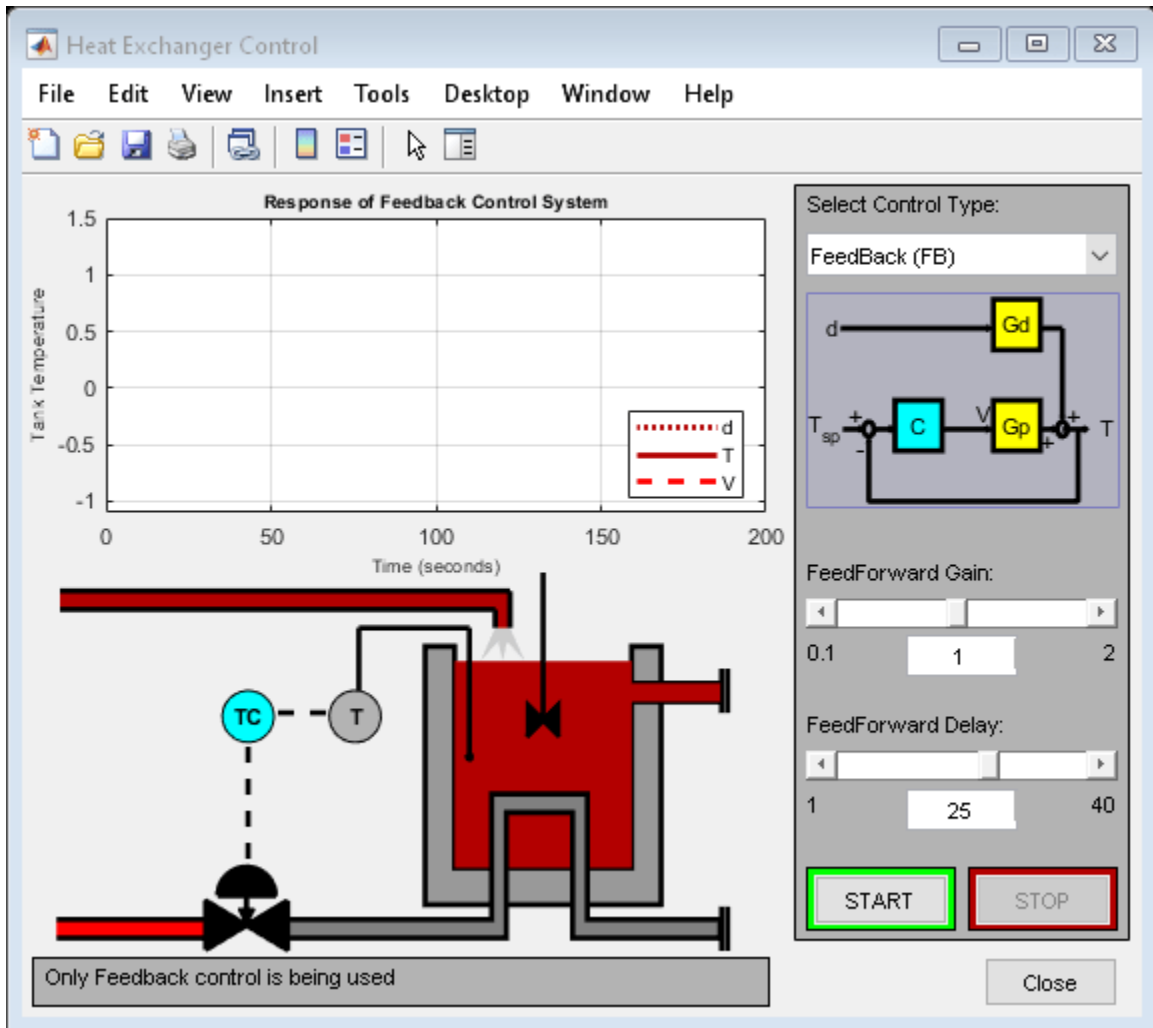 Heat Exchanger Control
File Edit View Insert Tools Desktop Window Help
Response of Feedback Control System
1.5
1
0.5
0
-0.5
-1
Tank Temperature
d
T
V
0 50 100 150 200
Time (seconds)
TC T
Only Feedback control is being used
Select Control Type:
FeedBack (FB)
d Gd
Tsp + - C V Gp + + T
FeedForward Gain:
0.1 1 2
FeedForward Delay:
1 25 40
START STOP
Close